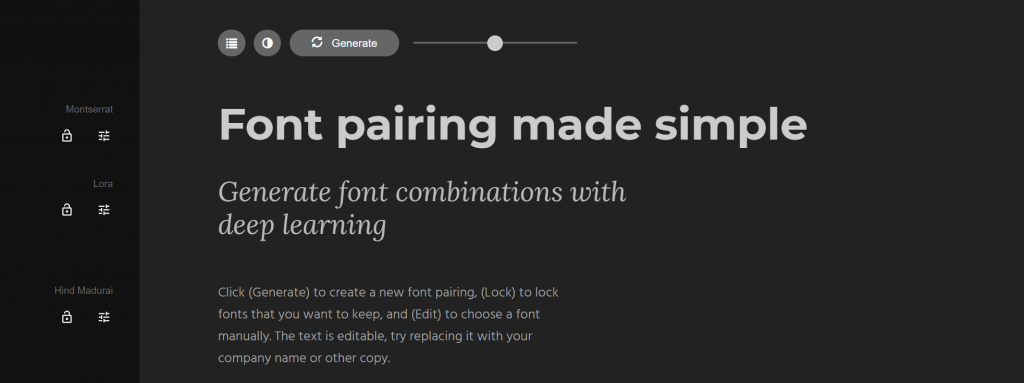 Generate
Montserrat
Font pairing made simple
Lora
Generate font combinations with
deep learning
Hind Madurai
Click (Generate) to create a new font pairing, (Lock) to lock
fonts that you want to keep, and (Edit) to choose a font
manually. The text is editable, try replacing it with your
company name or other copy.